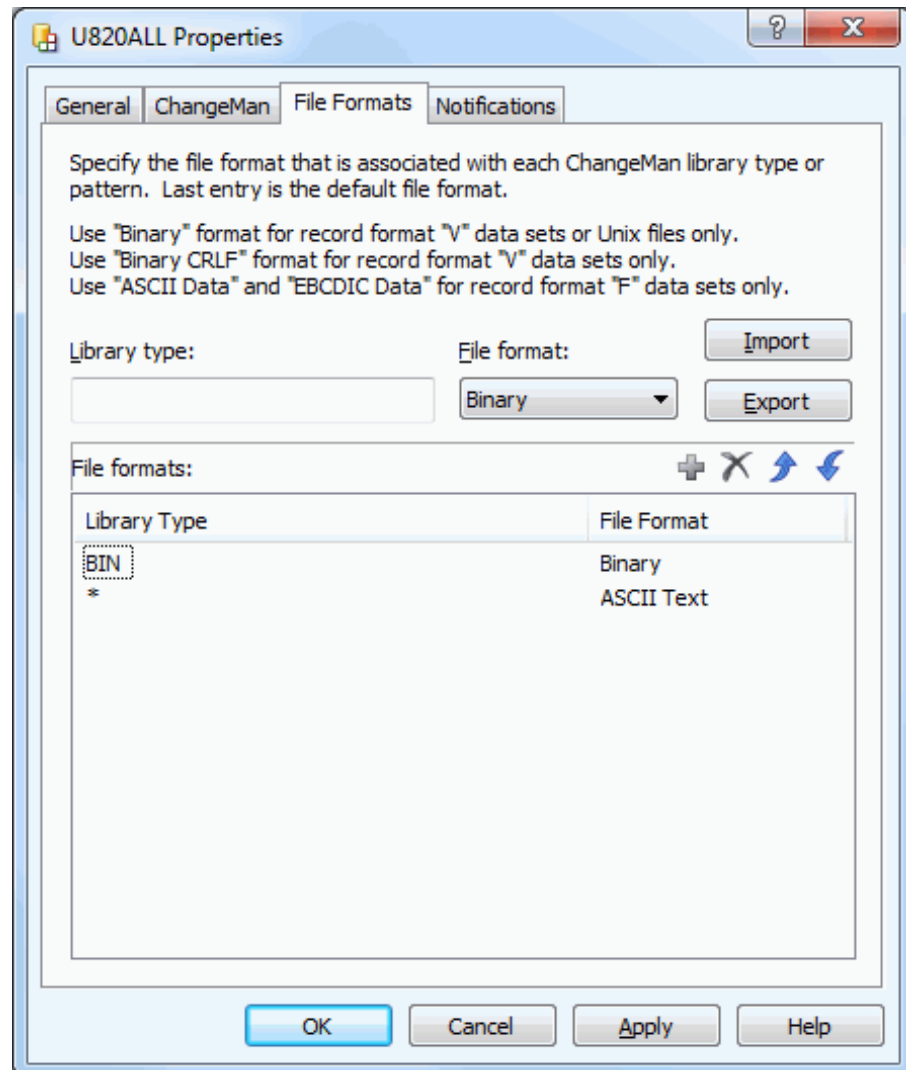 U820ALL Properties
General ChangeMan File Formats Notifications
Specify the file format that is associated with each ChangeMan library type or
pattern. Last entry is the default file format.
Use "Binary" format for record format "V" data sets or Unix files only.
Use "Binary CRLF" format for record format "V" data sets only.
Use "ASCII Data" and "EBCDIC Data" for record format "F" data sets only.
Library type: File format: Import
Binary Export
File formats:
Library Type File Format
BIN Binary
* ASCII Text
OK Cancel Apply Help